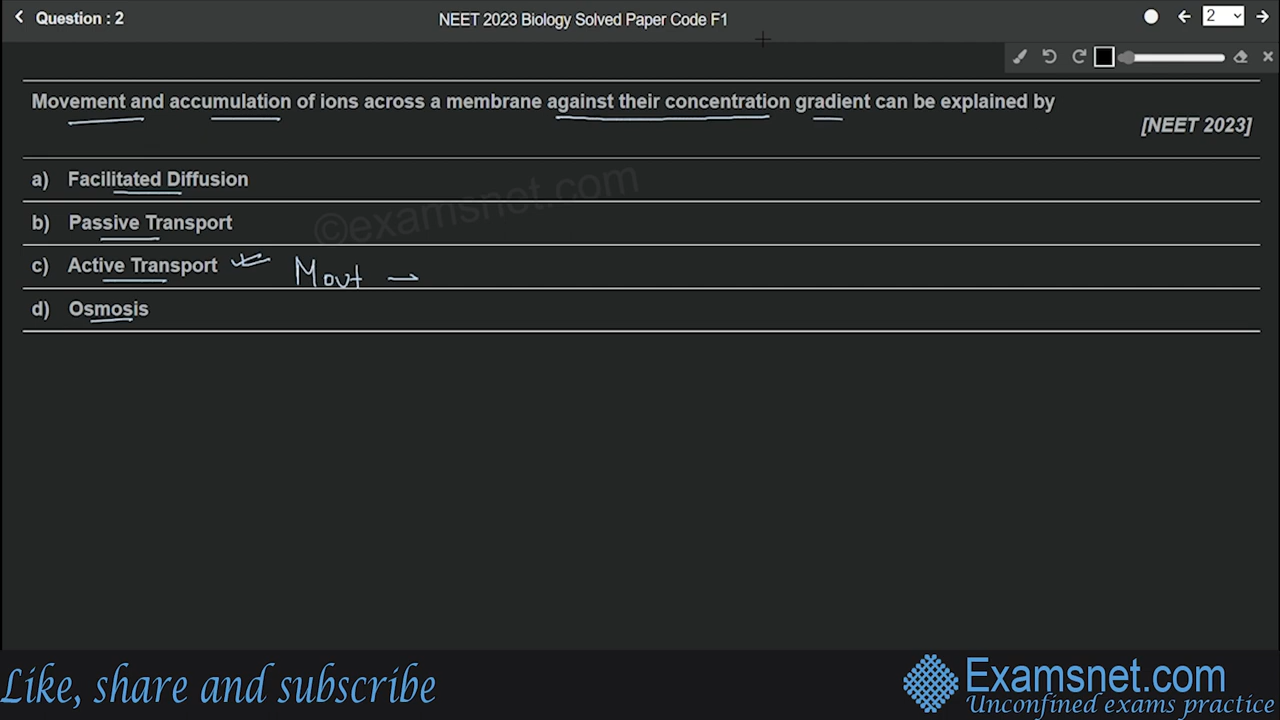 Question : 2
NEET 2023 Biology Solved Paper Code F1
2
Movement and accumulation of ions across a membrane against their concentration gradient can be explained by
[NEET 2023]
a) Facilitated Diffusion
b) Passive Transport
c) Active Transport
Mout →
d) Osmosis
©examsnet.com
Like, share and subscribe
Examsnet.com
Unconfined exams practice